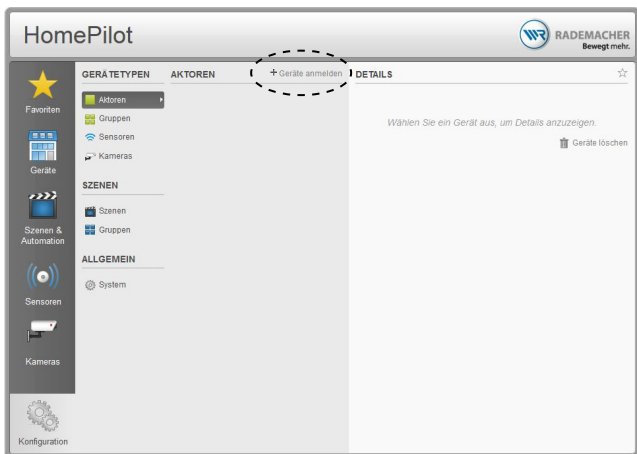 HomePilot
WR
RADEMACHER
Bewegt mehr.
Favoriten
Geräte
Szenen &
Automation
Sensoren
Kameras
Konfiguration
GERÄTETYPEN
Aktoren
Gruppen
Sensoren
Kameras
SZENEN
Szenen
Gruppen
ALLGEMEIN
System
AKTOREN
+ Geräte anmelden
DETAILS
Wählen Sie ein Gerät aus, um Details anzuzeigen.
Geräte löschen